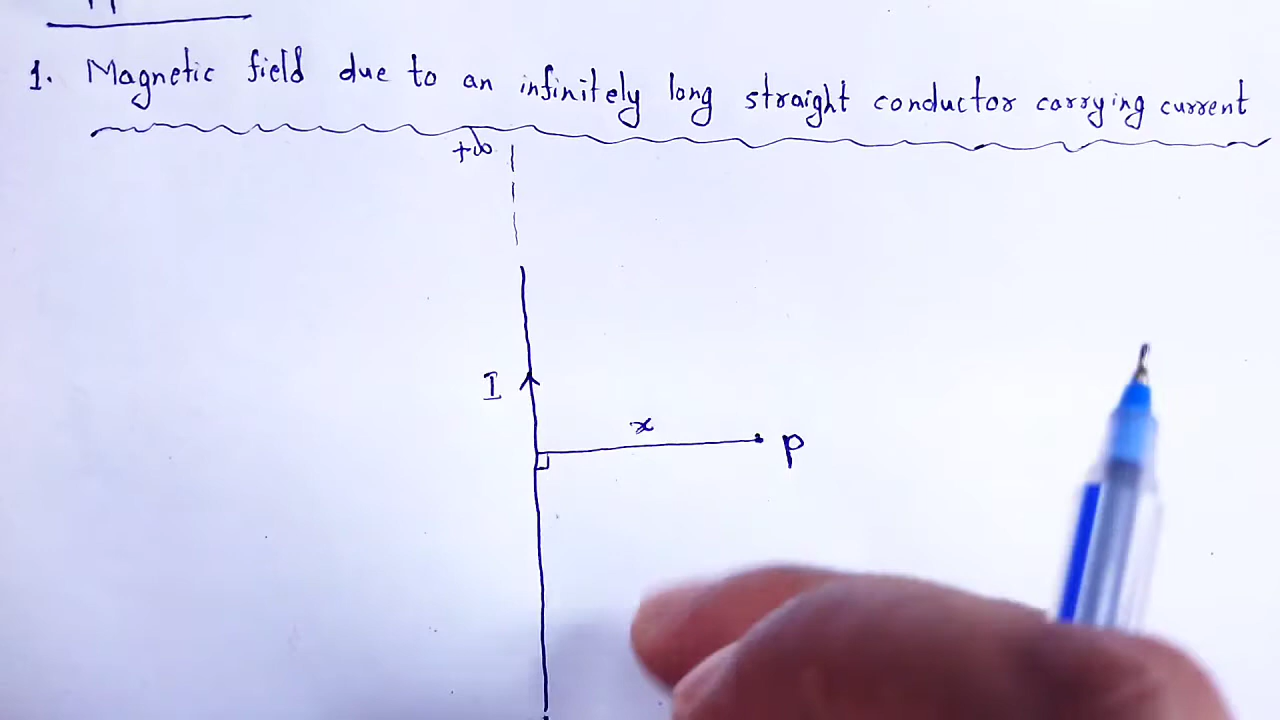 1. Magnetic field due to an infinitely long straight conductor carrying current
+∞
I
x
P